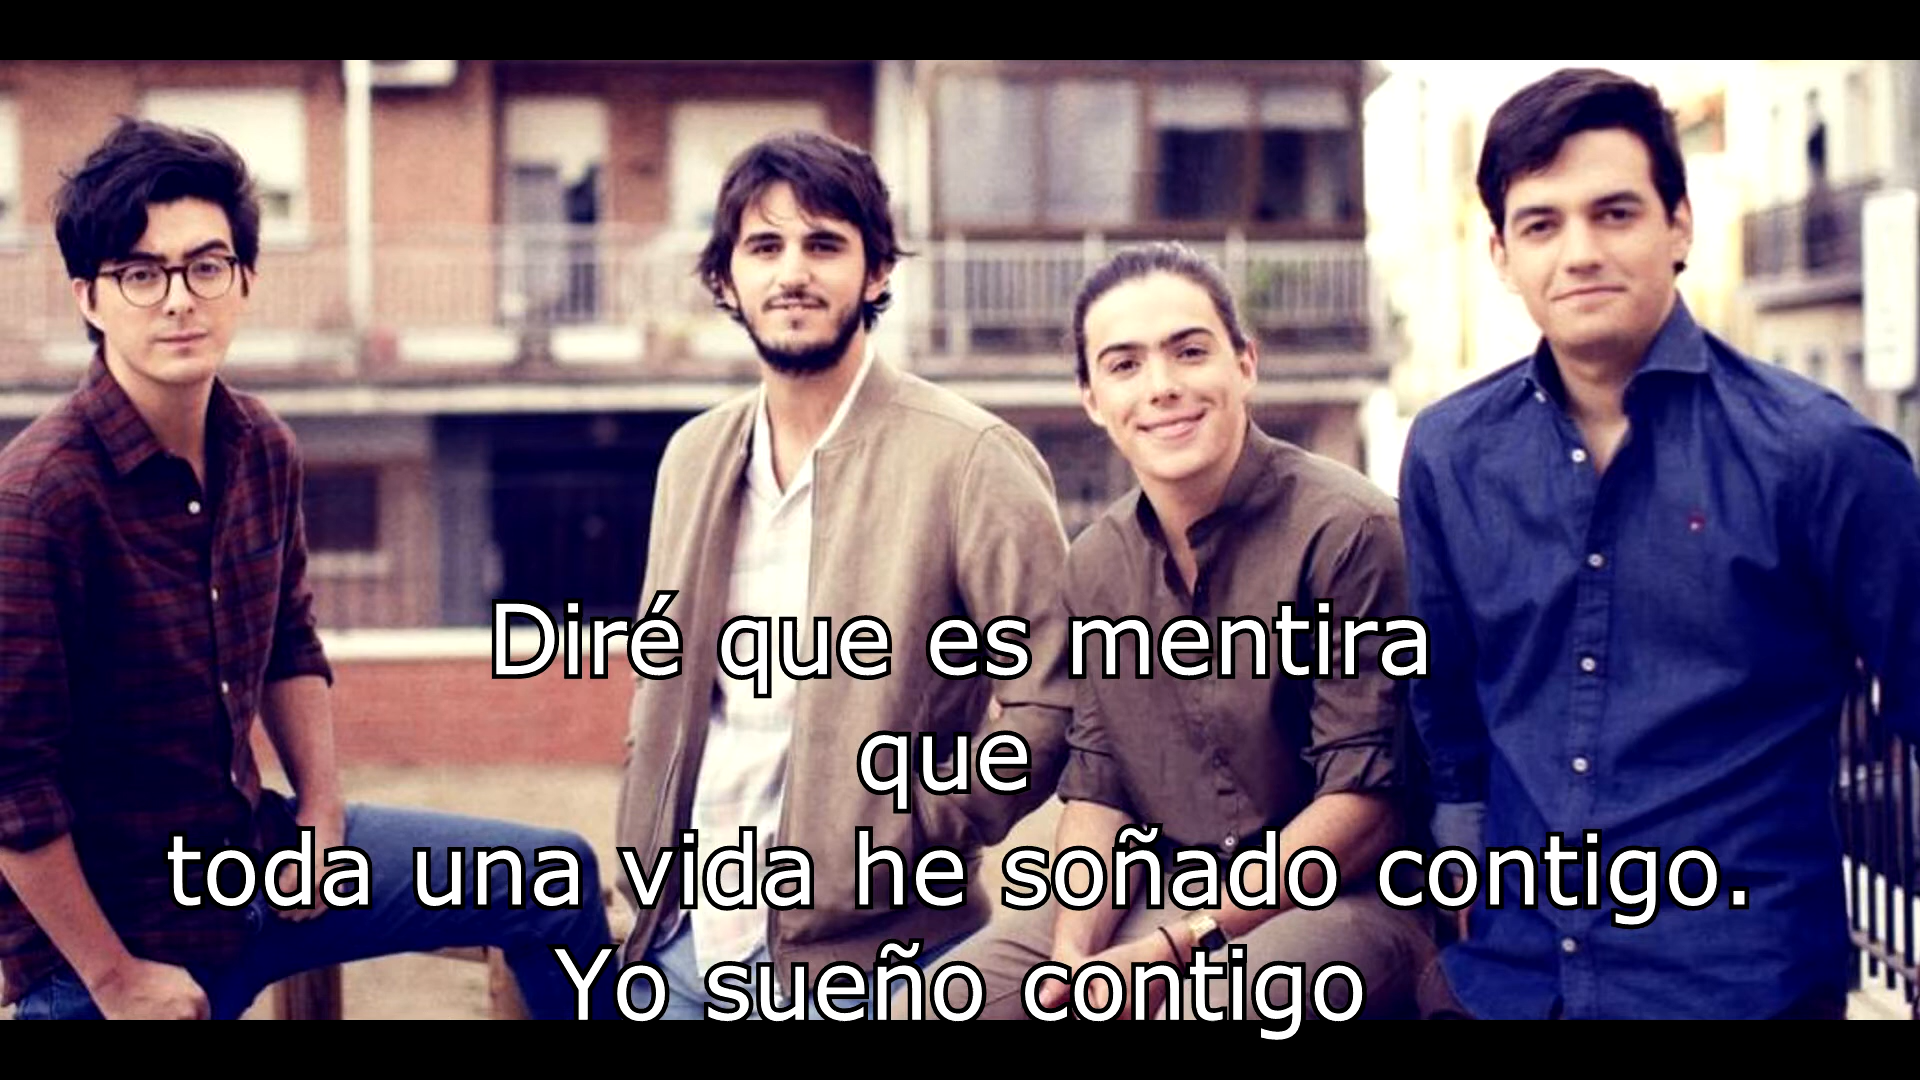 Diré que es mentira
que
toda una vida he soñado contigo.
Yo sueño contigo